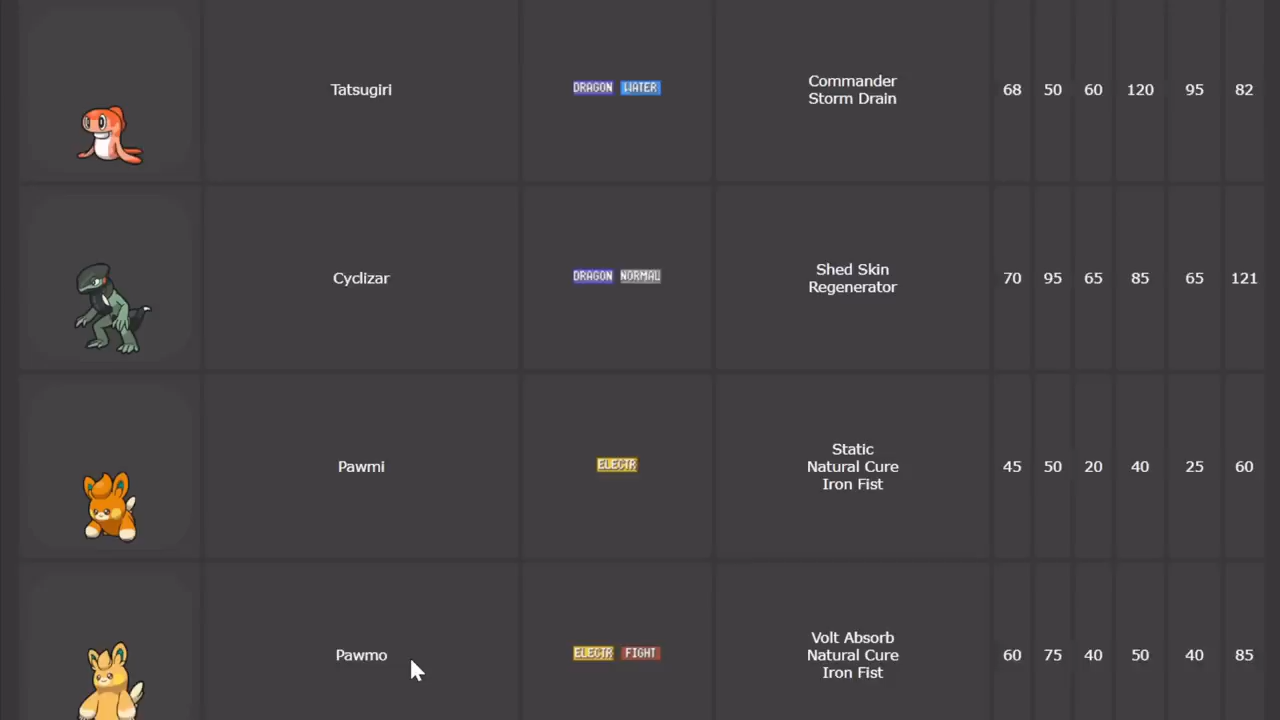 Tatsugiri DRAGON WATER Commander 68 50 60 120 95 82
Storm Drain
Cyclizar DRAGON NORMAL Shed Skin 70 95 65 85 65 121
Regenerator
Static
Pawmi ELECTR Natural Cure 45 50 20 40 25 60
Iron Fist
Volt Absorb
Pawmo ELECTR FIGHT Natural Cure 60 75 40 50 40 85
Iron Fist